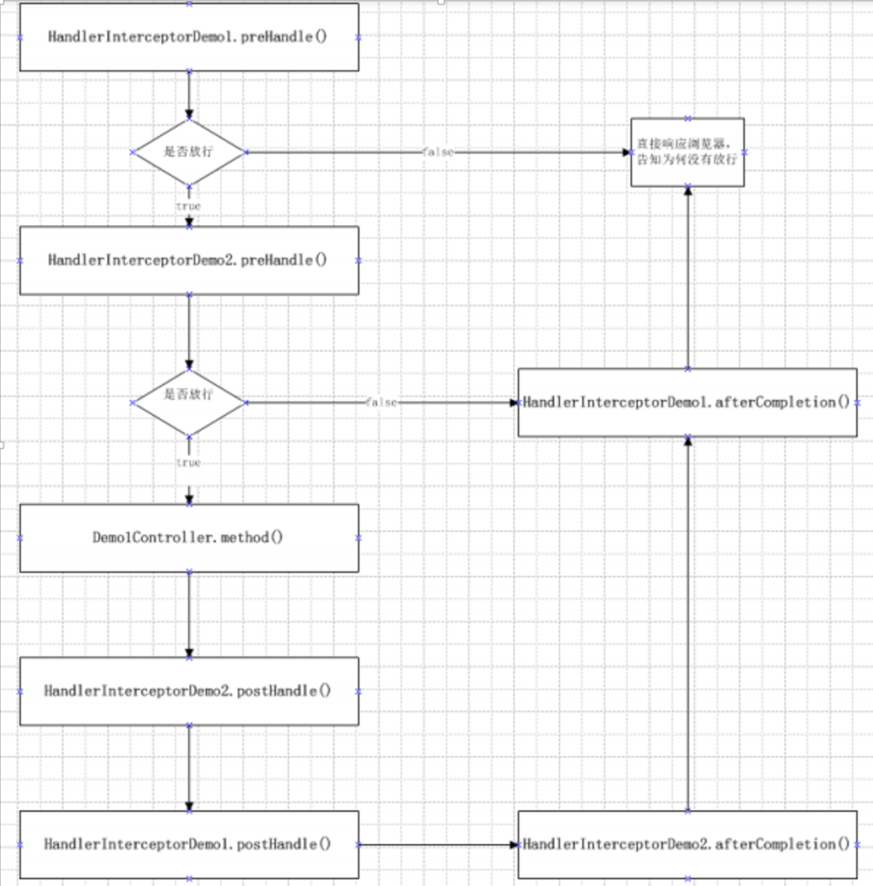 HandlerInterceptorDemo1.preHandle()
是否放行
false
直接响应浏览器,
告知为何没有放行
true
HandlerInterceptorDemo2.preHandle()
是否放行
false
HandlerInterceptorDemo1.afterCompletion()
true
Demo1Controller.method()
HandlerInterceptorDemo2.postHandle()
HandlerInterceptorDemo1.postHandle()
HandlerInterceptorDemo2.afterCompletion()